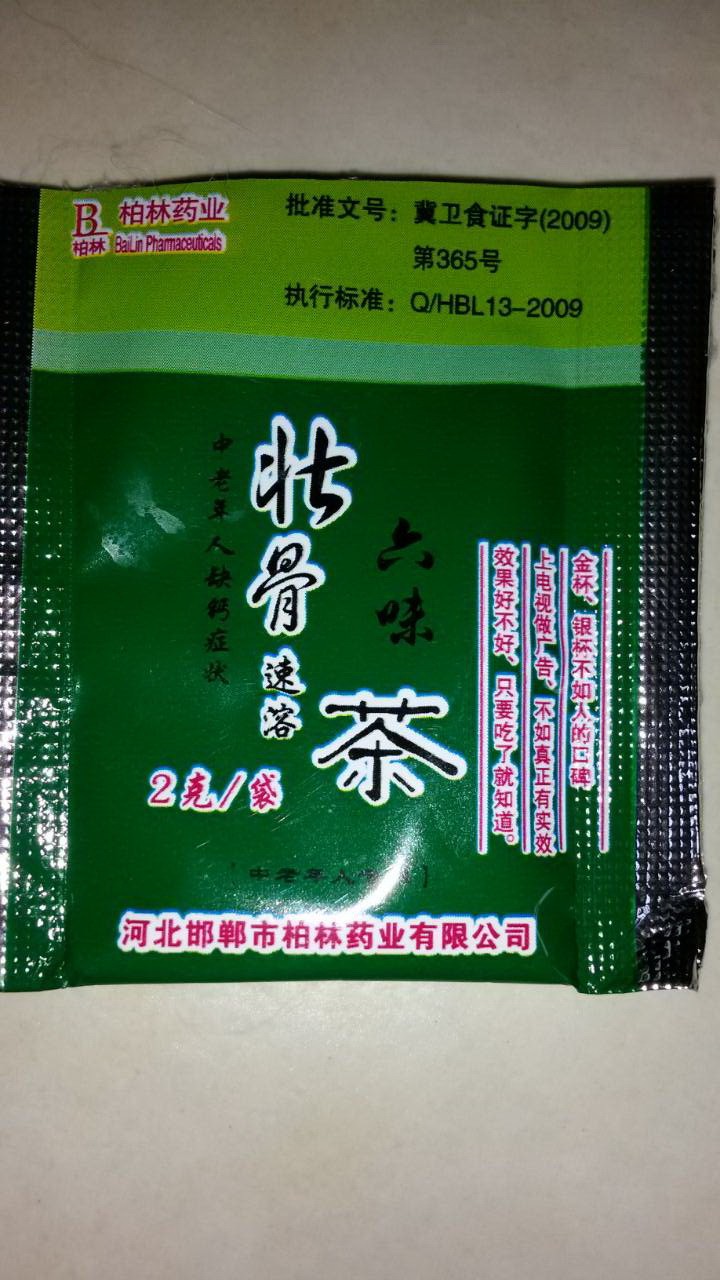 B
柏林
柏林药业
BaiLin Pharmaceuticals
批准文号：冀卫食证字(2009)
第365号
执行标准：Q/HBL13-2009
中老年人缺钙症状
壮骨
速溶
六味
茶
金杯、银杯不如人的口碑
上电视做广告、不如真正有实效
效果好不好、只要吃了就知道。
2克/袋
中老年人
河北邯郸市柏林药业有限公司